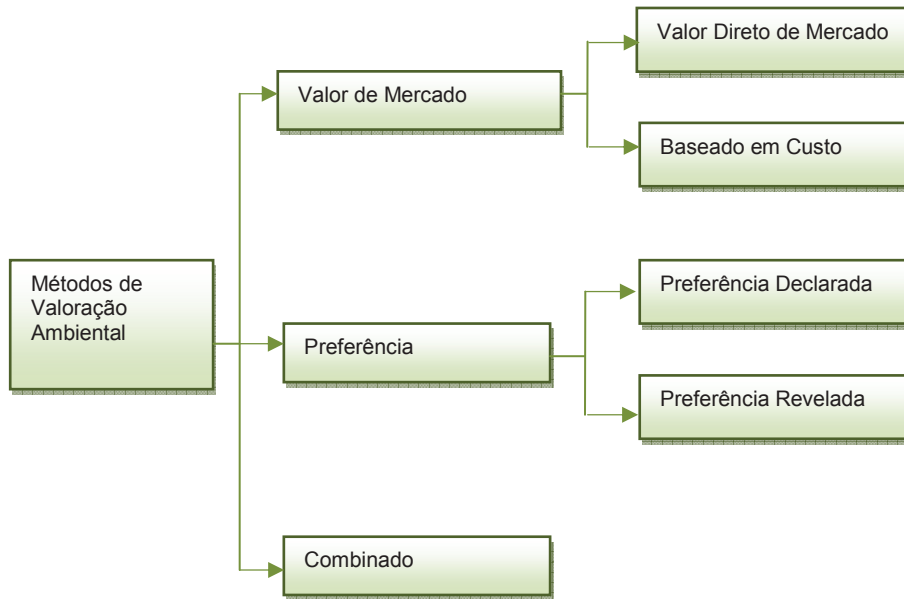 Valor Direto de Mercado
Valor de Mercado
Baseado em Custo
Métodos de
Valoração
Ambiental
Preferência Declarada
Preferência
Preferência Revelada
Combinado